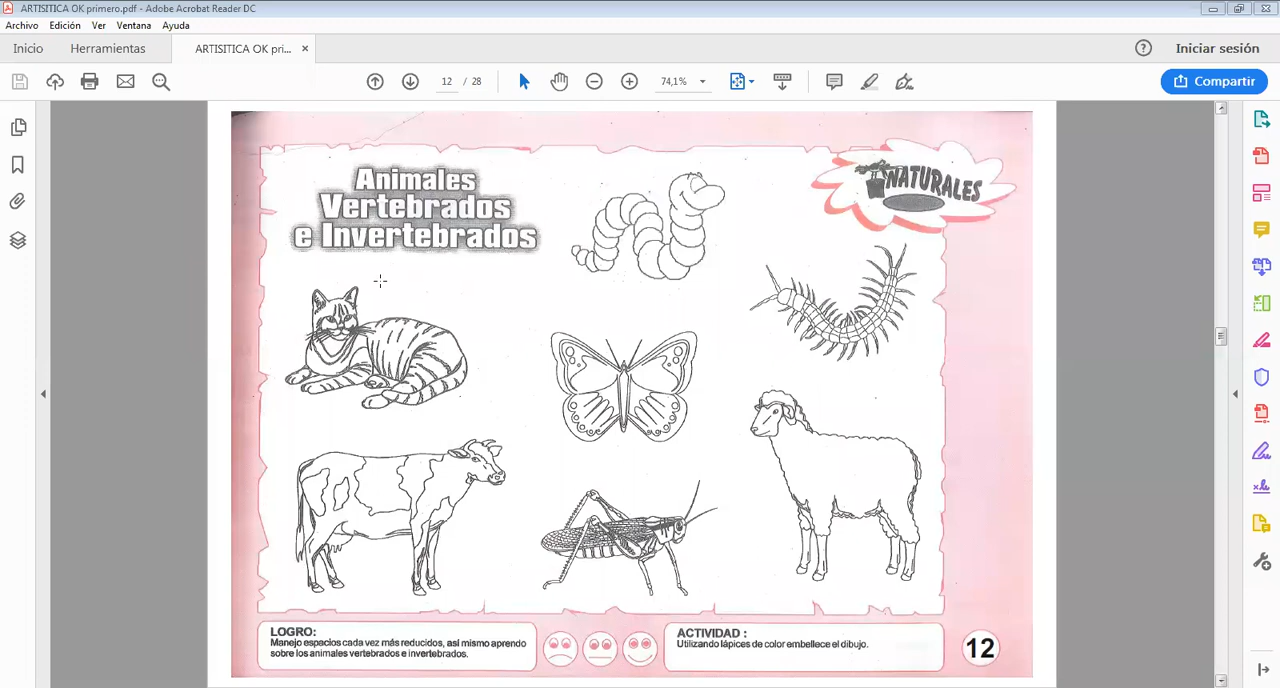 ARTISITICA OK primero.pdf - Adobe Acrobat Reader DC
Archivo Edición Ver Ventana Ayuda
Inicio Herramientas ARTISITICA OK pri... × Iniciar sesión
12 / 28 74,1% Compartir
Animales
Vertebrados
e Invertebrados
NATURALES
LOGRO:
Manejo espacios cada vez más reducidos, así mismo aprendo
sobre los animales vertebrados e invertebrados.
ACTIVIDAD :
Utilizando lápices de color embellece el dibujo.
12